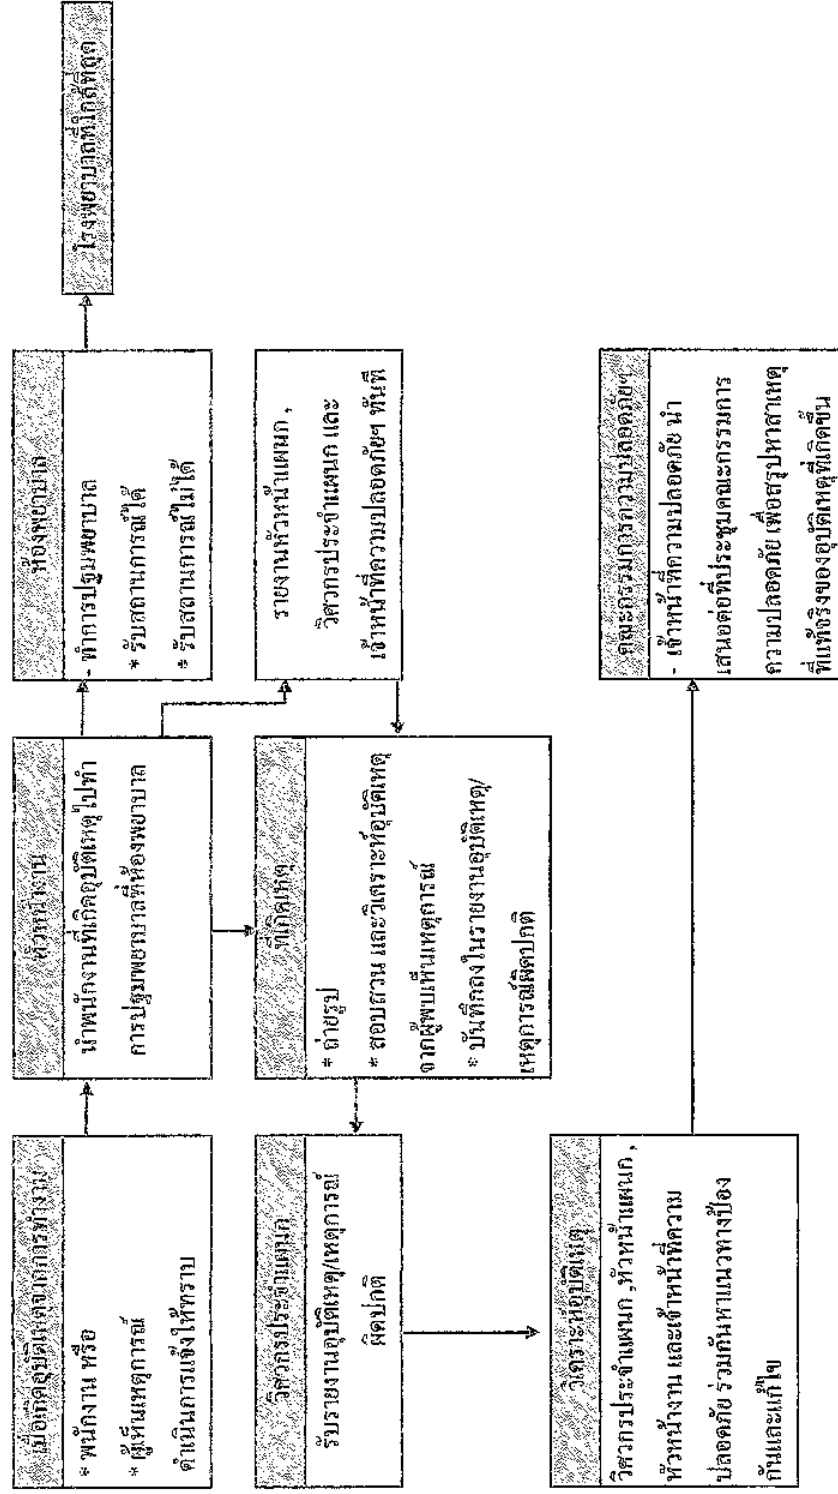 เมื่อเกิดอุบัติเหตุจากการทำงาน
* พนักงาน หรือ
* ผู้เห็นเหตุการณ์
ดำเนินการแจ้งให้ทราบ
หัวหน้างาน
นำพนักงานที่เกิดอุบัติเหตุไปทำ
การปฐมพยาบาลที่ห้องพยาบาล
ห้องพยาบาล
- ทำการปฐมพยาบาล
* รับสถานการณ์ได้
* รับสถานการณ์ไม่ได้
โรงพยาบาลที่ใกล้ที่สุด
รายงานหัวหน้าแผนก ,
วิศวกรประจำแผนก และ
เจ้าหน้าที่ความปลอดภัยฯ ทันที
ที่เกิดเหตุ
* ถ่ายรูป
* สอบสวน และวิเคราะห์อุบัติเหตุ
จากผู้พบเห็นเหตุการณ์
* บันทึกลงในรายงานอุบัติเหตุ/
เหตุการณ์ผิดปกติ
วิศวกรประจำแผนก
รับรายงานอุบัติเหตุ/เหตุการณ์
ผิดปกติ
วิเคราะห์อุบัติเหตุ
วิศวกรประจำแผนก ,หัวหน้าแผนก ,
หัวหน้างาน และเจ้าหน้าที่ความ
ปลอดภัย ร่วมกันหาแนวทางป้อง
กันและแก้ไข
คณะกรรมการความปลอดภัยฯ
- เจ้าหน้าที่ความปลอดภัย นำ
เสนอต่อที่ประชุมคณะกรรมการ
ความปลอดภัย เพื่อสรุปหาสาเหตุ
ที่แท้จริงของอุบัติเหตุที่เกิดขึ้น